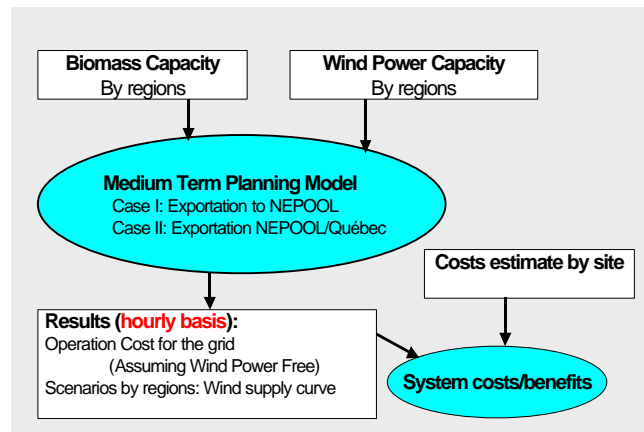 Biomass Capacity
By regions
Wind Power Capacity
By regions
Medium Term Planning Model
Case I: Exportation to NEPOOL
Case II: Exportation NEPOOL/Québec
Costs estimate by site
Results (hourly basis):
Operation Cost for the grid
(Assuming Wind Power Free)
Scenarios by regions: Wind supply curve
System costs/benefits